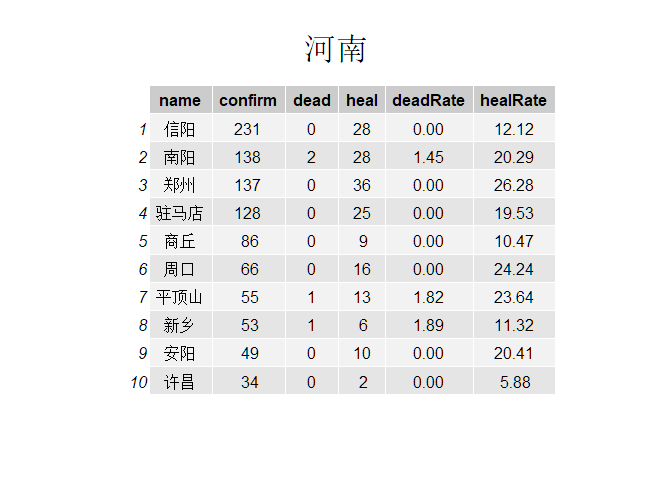 河南
name confirm dead heal deadRate healRate
1 信阳 231 0 28 0.00 12.12
2 南阳 138 2 28 1.45 20.29
3 郑州 137 0 36 0.00 26.28
4 驻马店 128 0 25 0.00 19.53
5 商丘 86 0 9 0.00 10.47
6 周口 66 0 16 0.00 24.24
7 平顶山 55 1 13 1.82 23.64
8 新乡 53 1 6 1.89 11.32
9 安阳 49 0 10 0.00 20.41
10 许昌 34 0 2 0.00 5.88